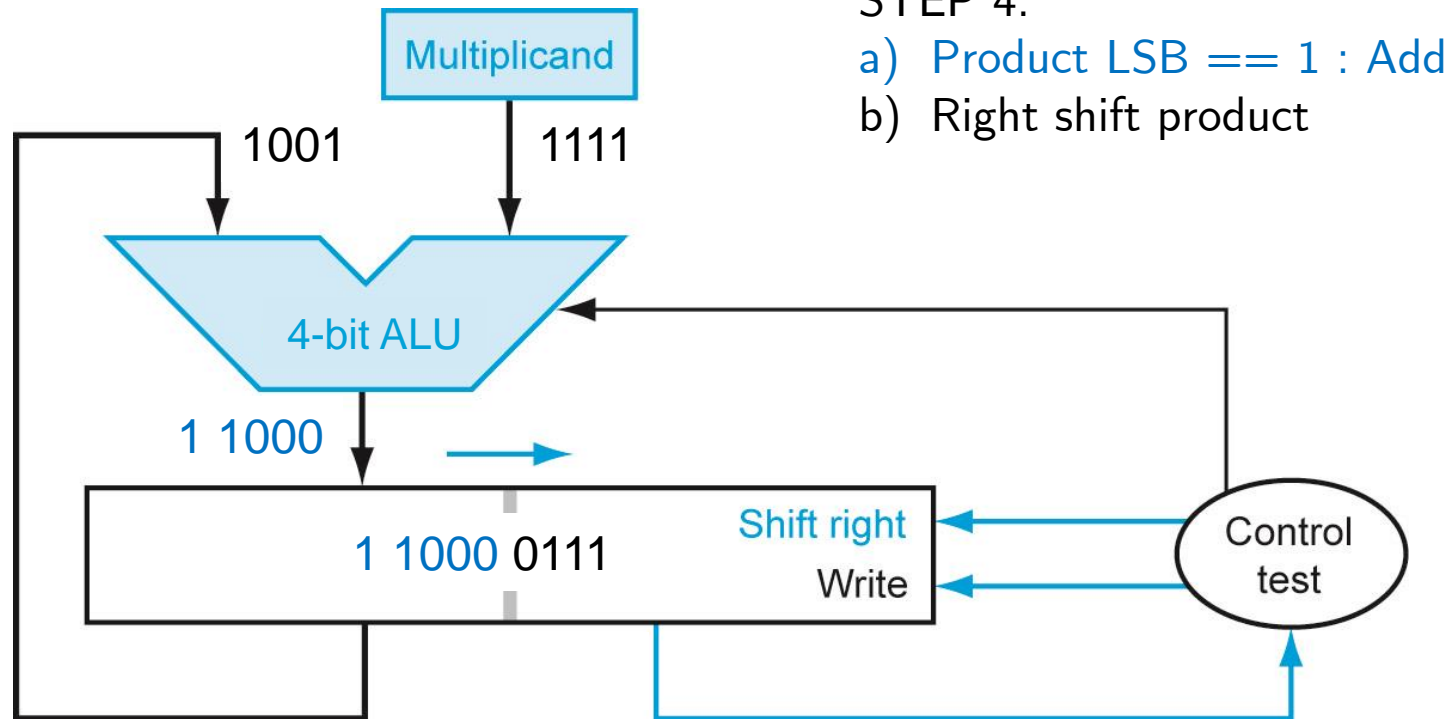 STEP 4:
a) Product LSB == 1 : Add
b) Right shift product
Multiplicand
1001
1111
4-bit ALU
1 1000
1 1000 0111
Shift right
Write
Control
test